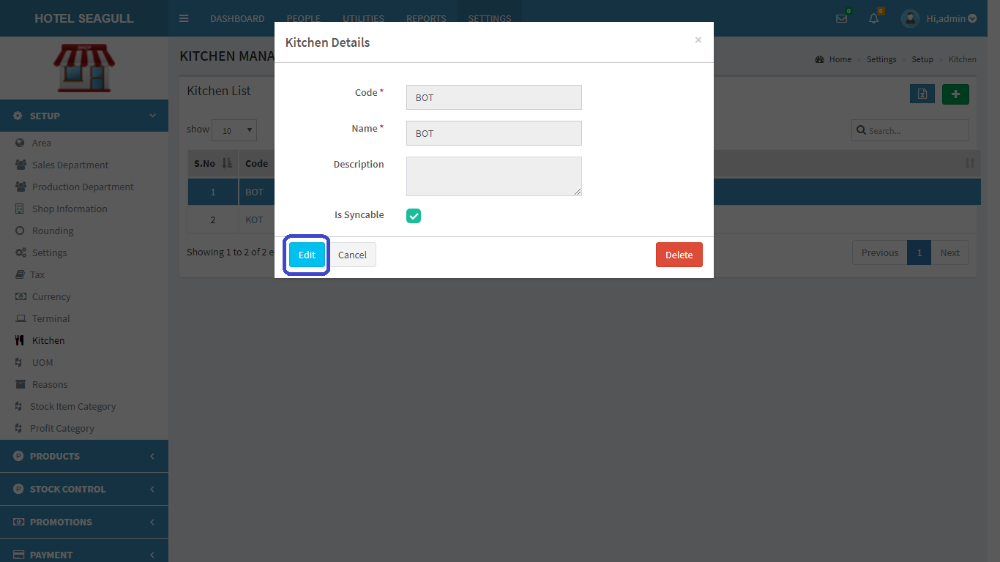 HOTEL SEAGULL
DASHBOARD PEOPLE UTILITIES REPORTS SETTINGS
0 0 Hi,admin
SHOP
KITCHEN MANA
Home > Settings > Setup > Kitchen
Kitchen Details ×
Kitchen List
Code *
BOT
Name *
BOT
Description
Is Syncable
Edit Cancel Delete
show 10
Search...
S.No Code
1 BOT
2 KOT
Showing 1 to 2 of 2 e
Previous 1 Next
SETUP
Area
Sales Department
Production Department
Shop Information
Rounding
Settings
Tax
Currency
Terminal
Kitchen
UOM
Reasons
Stock Item Category
Profit Category
P PRODUCTS
P STOCK CONTROL
PROMOTIONS
PAYMENT